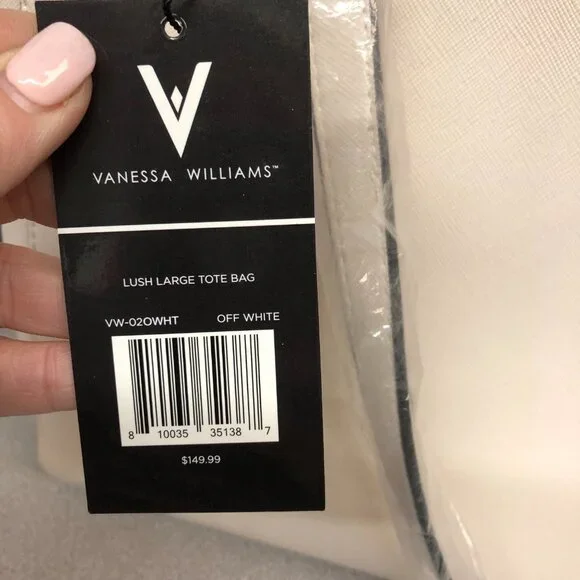 VANESSA WILLIAMS™
LUSH LARGE TOTE BAG
VW-02OWHT OFF WHITE
8 10035 35138 7
$149.99